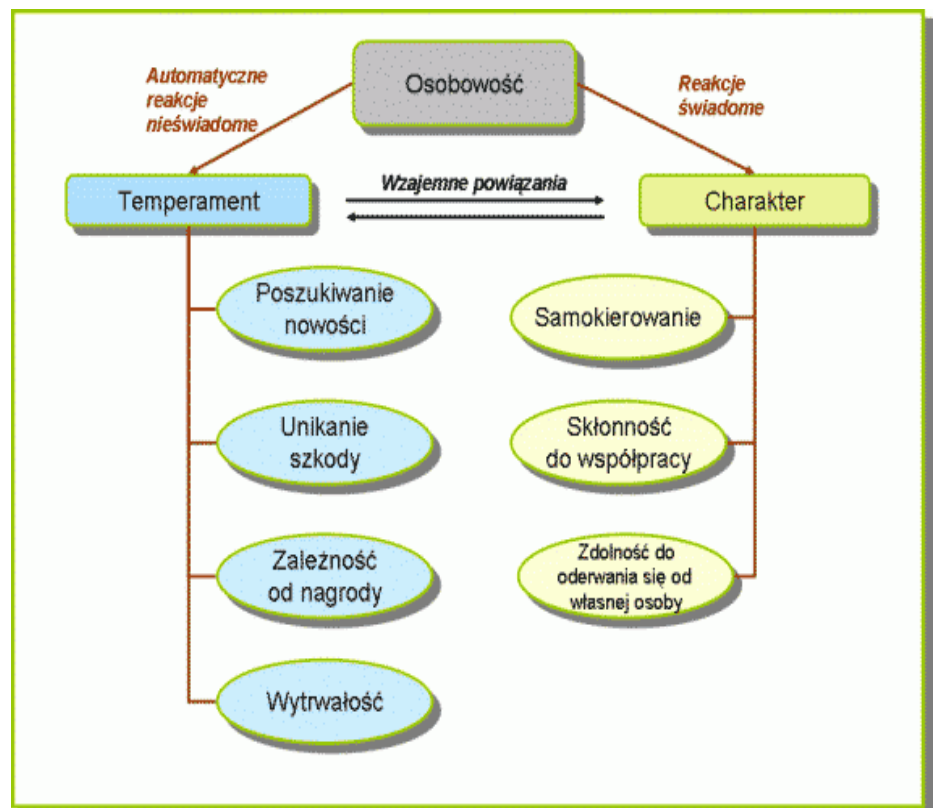 Osobowość
Automatyczne
reakcje
nieświadome
Reakcje
świadome
Wzajemne powiązania
Temperament
Charakter
Poszukiwanie
nowości
Samokierowanie
Unikanie
szkody
Skłonność
do współpracy
Zależność
od nagrody
Zdolność do
oderwania się od
własnej osoby
Wytrwałość